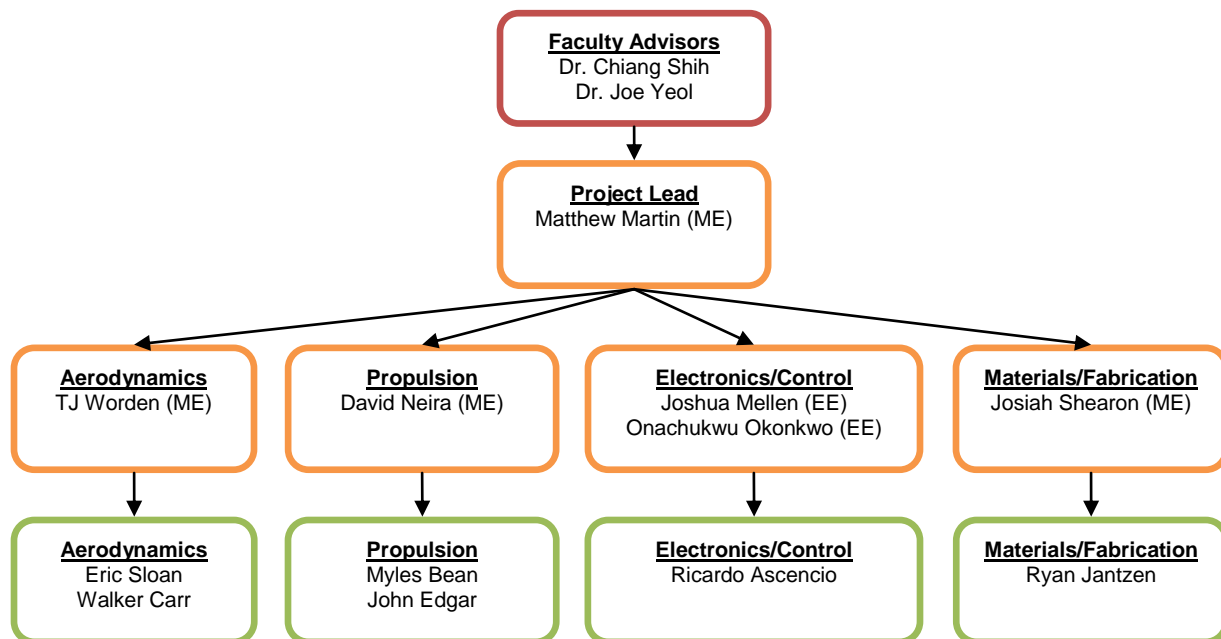 Faculty Advisors
Dr. Chiang Shih
Dr. Joe Yeol
Project Lead
Matthew Martin (ME)
Aerodynamics
TJ Worden (ME)
Propulsion
David Neira (ME)
Electronics/Control
Joshua Mellen (EE)
Onachukwu Okonkwo (EE)
Materials/Fabrication
Josiah Shearon (ME)
Aerodynamics
Eric Sloan
Walker Carr
Propulsion
Myles Bean
John Edgar
Electronics/Control
Ricardo Ascencio
Materials/Fabrication
Ryan Jantzen